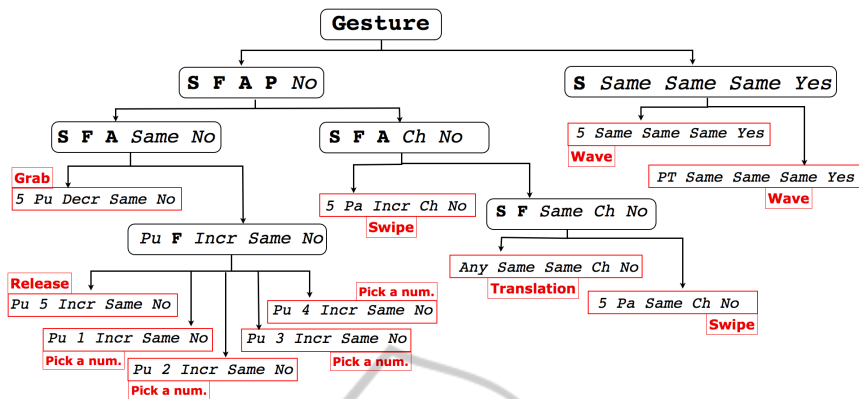 Gesture
S F A P No
S Same Same Same Yes
S F A Same No
S F A Ch No
5 Same Same Same Yes
Wave
PT Same Same Same Yes
Wave
Grab
5 Pu Decr Same No
5 Pa Incr Ch No
Swipe
S F Same Ch No
Pu F Incr Same No
Any Same Same Ch No
Translation
5 Pa Same Ch No
Swipe
Release
Pu 5 Incr Same No
Pick a num.
Pu 4 Incr Same No
Pu 1 Incr Same No
Pick a num.
Pu 3 Incr Same No
Pick a num.
Pu 2 Incr Same No
Pick a num.